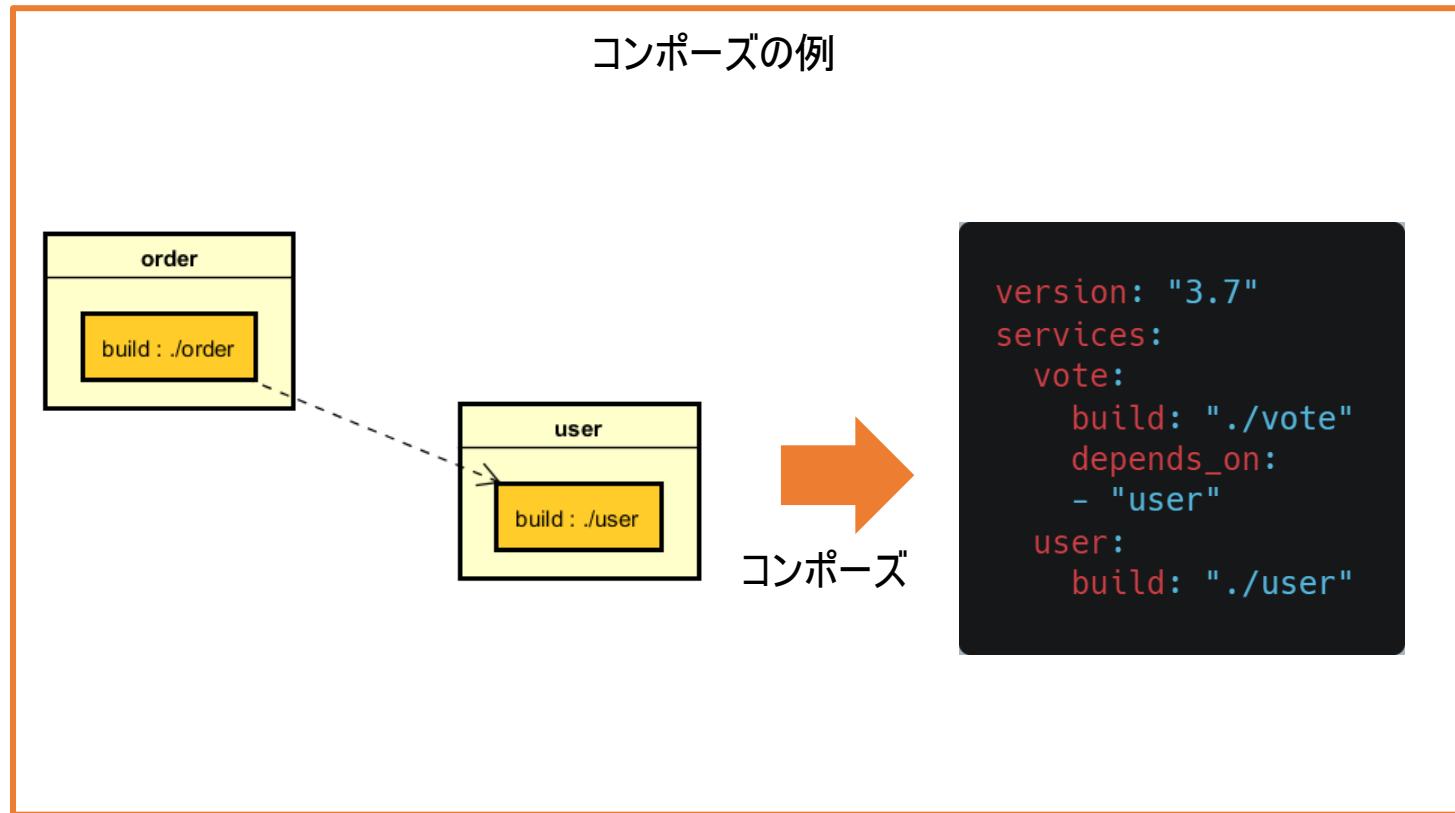 コンポーズの例
order
build : ./order
user
build : ./user
コンポーズ
version: "3.7"
services:
  vote:
    build: "./vote"
    depends_on:
    - "user"
  user:
    build: "./user"